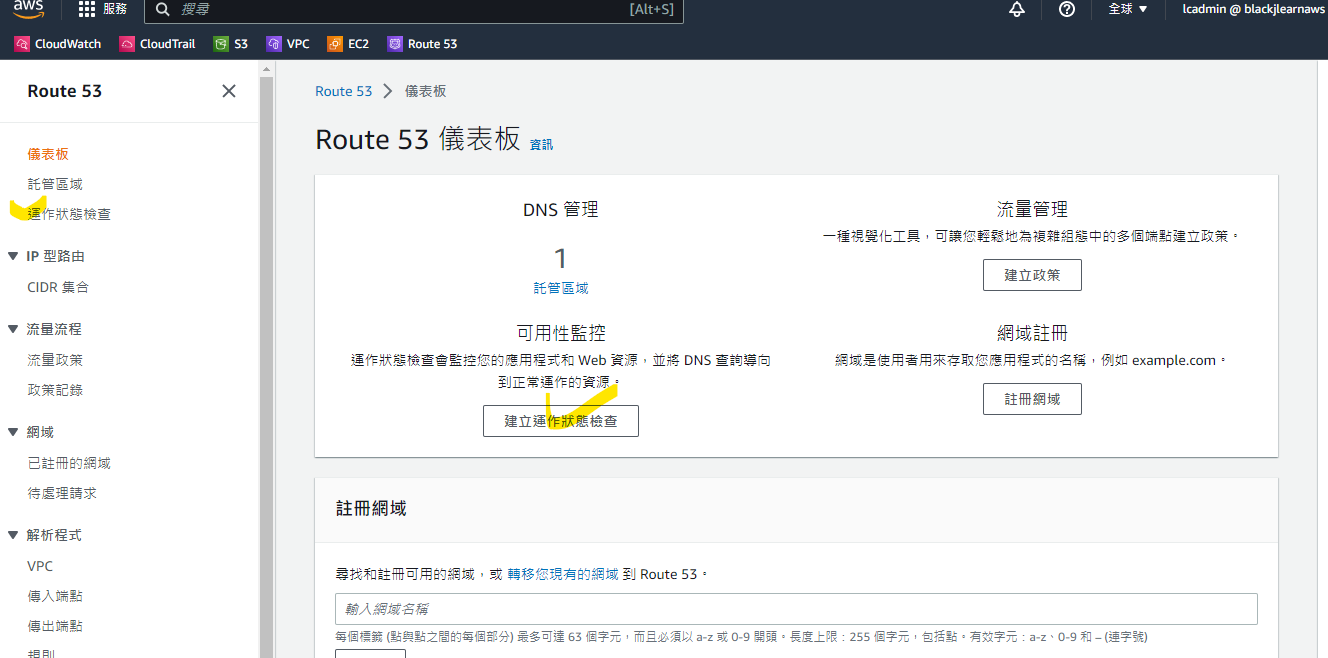 aws
服務
搜尋
[Alt+S]
全球
lcadmin @ blackjlearnaws
CloudWatch
CloudTrail
S3
VPC
EC2
Route 53
Route 53
儀表板
託管區域
運作狀態檢查
IP 型路由
CIDR 集合
流量流程
流量政策
政策記錄
網域
已註冊的網域
待處理請求
解析程式
VPC
傳入端點
傳出端點
規則
Route 53
儀表板
Route 53 儀表板 資訊
DNS 管理
1
託管區域
流量管理
一種視覺化工具，可讓您輕鬆地為複雜組態中的多個端點建立政策。
建立政策
可用性監控
運作狀態檢查會監控您的應用程式和 Web 資源，並將 DNS 查詢導向
到正常運作的資源。
建立運作狀態檢查
網域註冊
網域是使用者用來存取您應用程式的名稱，例如 example.com。
註冊網域
註冊網域
尋找和註冊可用的網域，或 轉移您現有的網域 到 Route 53。
輸入網域名稱
每個標籤 (點與點之間的每個部分) 最多可達 63 個字元，而且必須以 a-z 或 0-9 開頭。長度上限：255 個字元，包括點。有效字元：a-z、0-9 和 – (連字號)